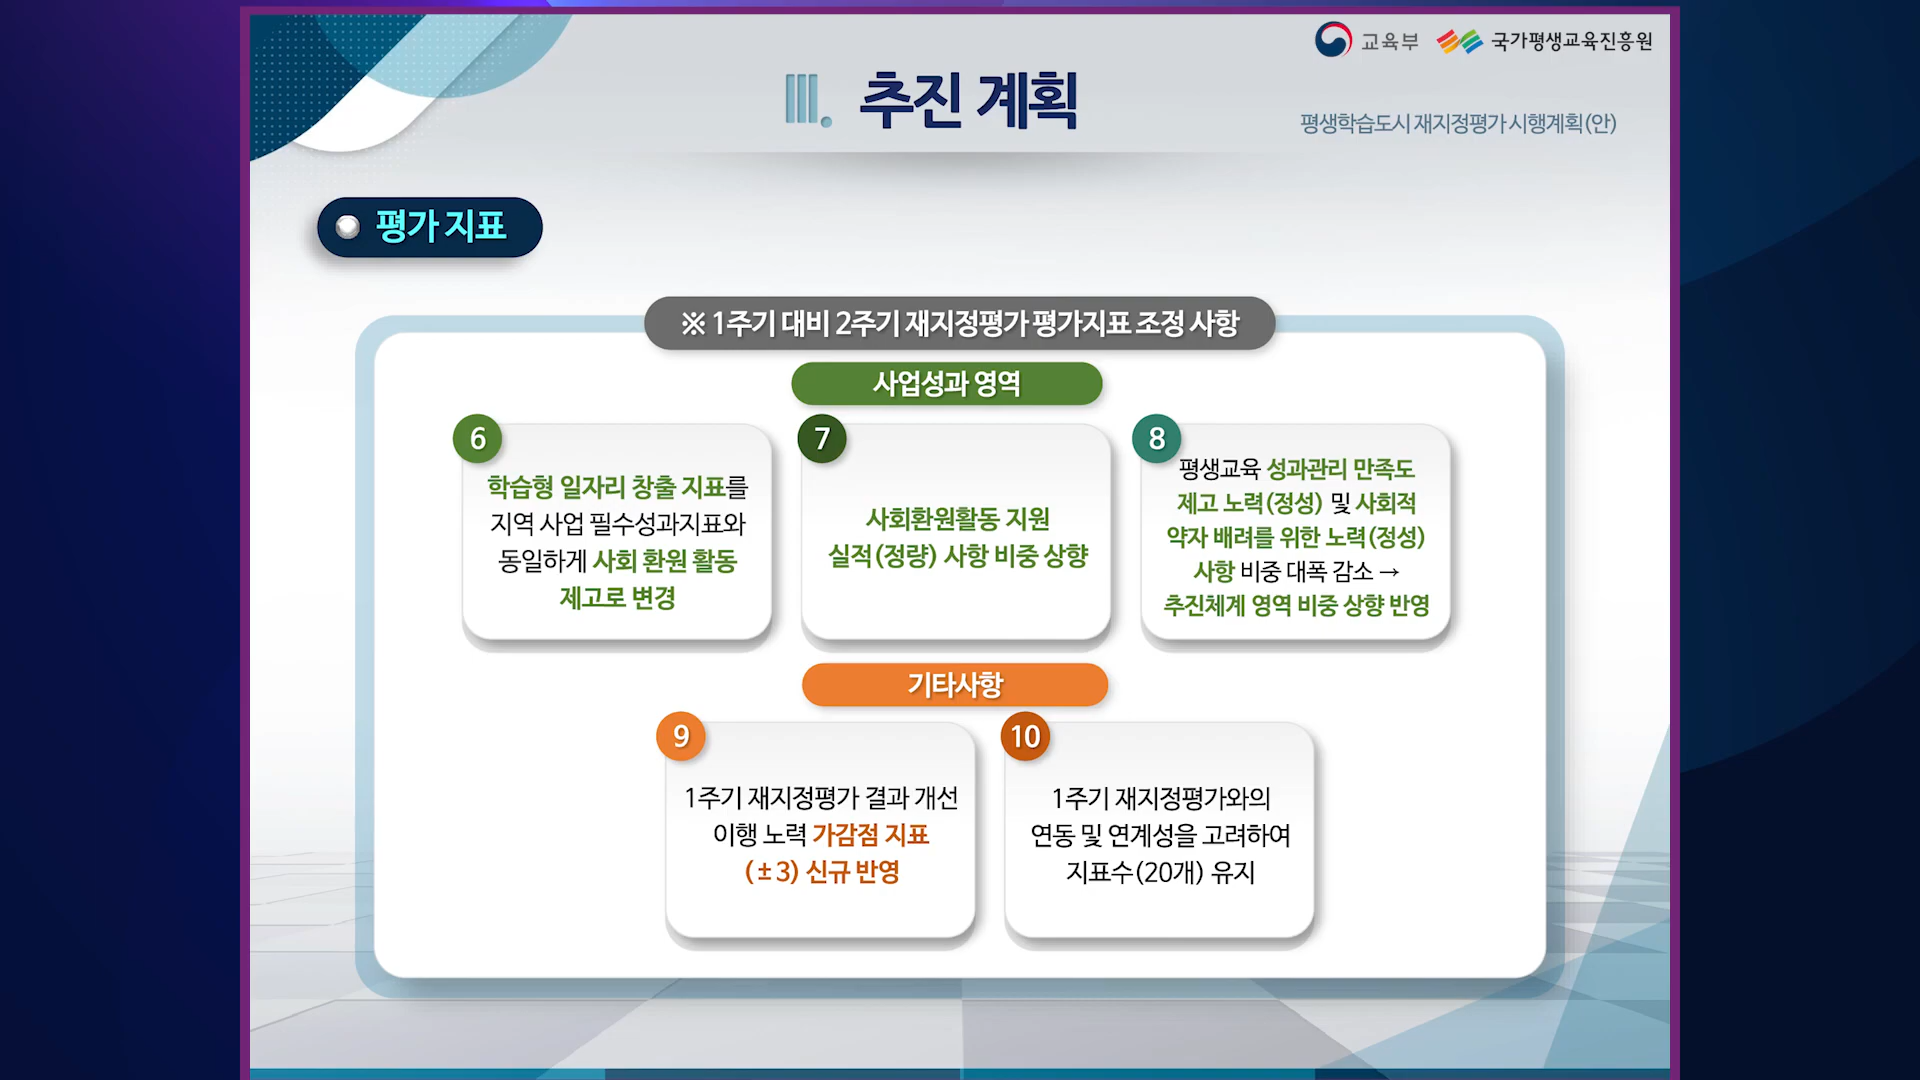 교육부 국가평생교육진흥원
Ⅲ. 추진 계획
평생학습도시 재지정평가 시행계획(안)
평가 지표
※ 1주기 대비 2주기 재지정평가 평가지표 조정 사항
사업성과 영역
6
학습형 일자리 창출 지표를
지역 사업 필수성과지표와
동일하게 사회 환원 활동
제고로 변경
7
사회환원활동 지원
실적(정량) 사항 비중 상향
8
평생교육 성과관리 만족도
제고 노력(정성) 및 사회적
약자 배려를 위한 노력(정성)
사항 비중 대폭 감소 →
추진체계 영역 비중 상향 반영
기타사항
9
1주기 재지정평가 결과 개선
이행 노력 가감점 지표
(±3) 신규 반영
10
1주기 재지정평가와의
연동 및 연계성을 고려하여
지표수(20개) 유지